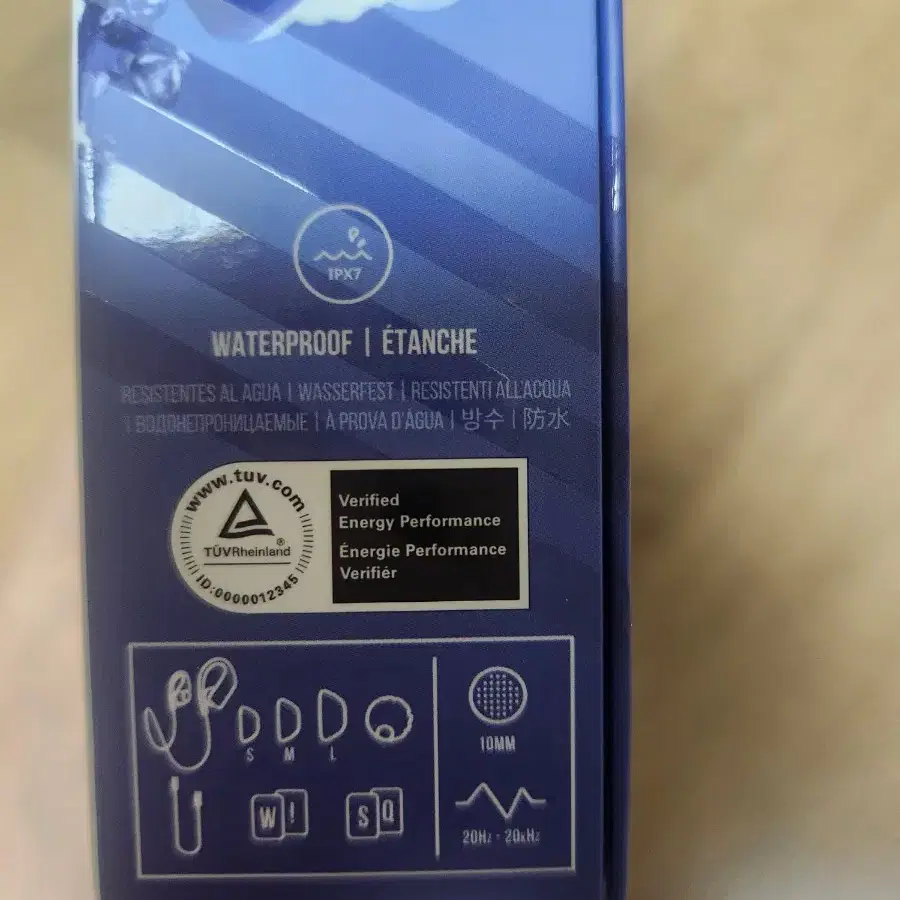 IPX7
WATERPROOF | ÉTANCHE
RESISTENTES AL AGUA | WASSERFEST | RESISTENTI ALL'ACQUA
| ВОДОНЕПРОНИЦАЕМЫЕ | À PROVA D'ÁGUA | 방수 | 防水
www.tuv.com
TÜVRheinland®
ID:0000012345
Verified
Energy Performance
Énergie Performance
Verifiér
S M L
10MM
W !
S Q
20Hz - 20kHz